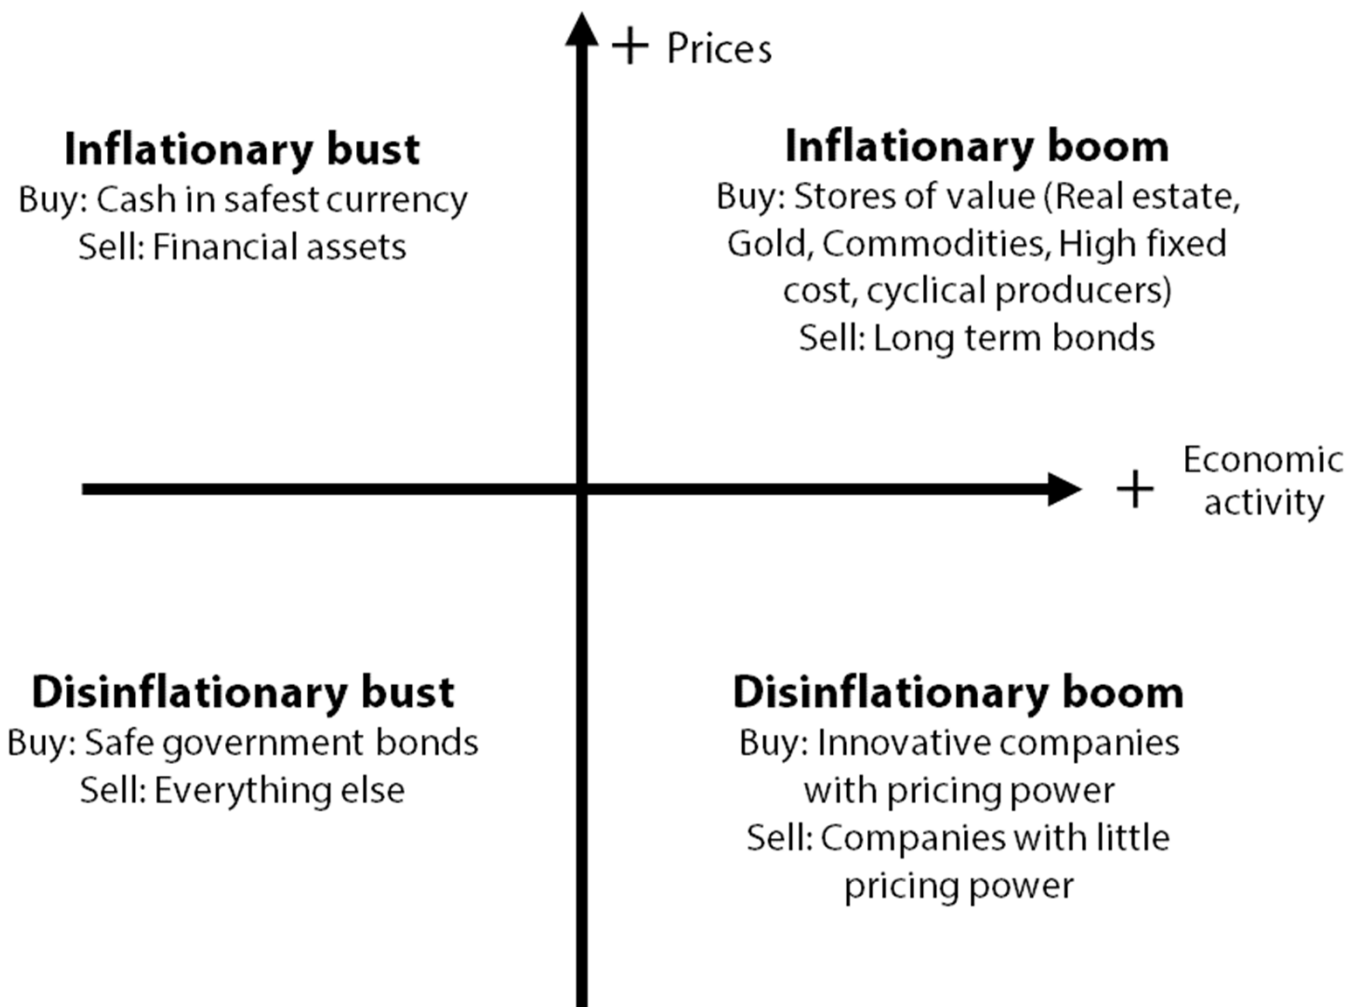 + Prices
Inflationary bust
Buy: Cash in safest currency
Sell: Financial assets
Inflationary boom
Buy: Stores of value (Real estate,
Gold, Commodities, High fixed
cost, cyclical producers)
Sell: Long term bonds
+ Economic
activity
Disinflationary bust
Buy: Safe government bonds
Sell: Everything else
Disinflationary boom
Buy: Innovative companies
with pricing power
Sell: Companies with little
pricing power